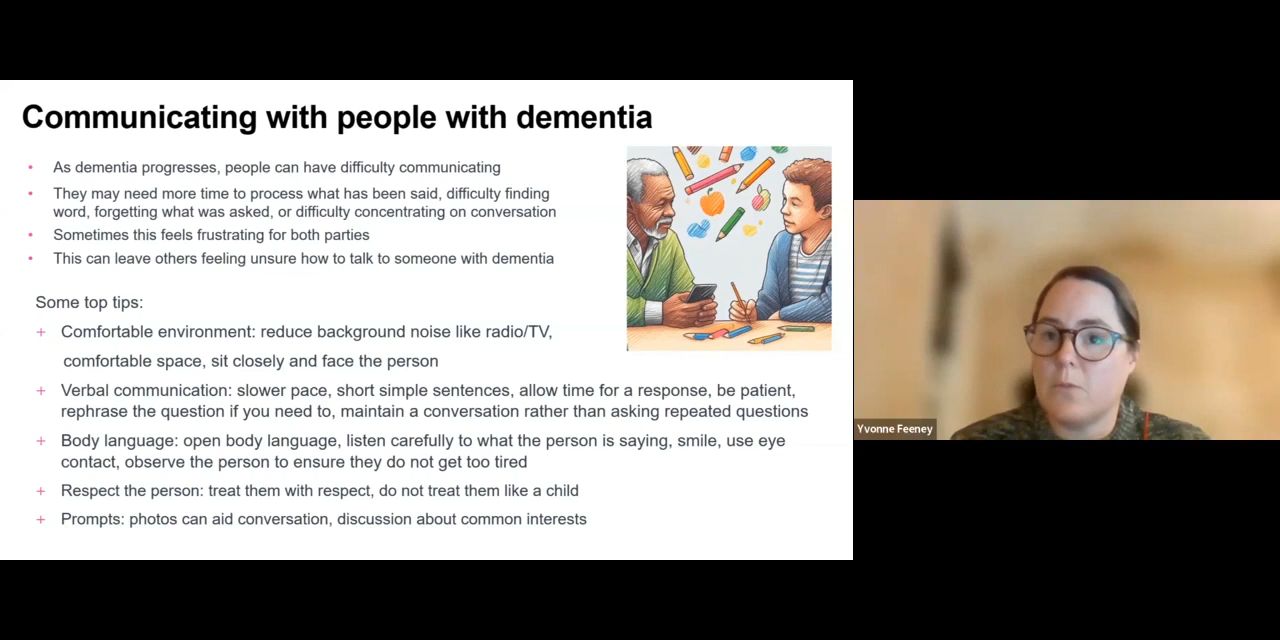 Communicating with people with dementia
• As dementia progresses, people can have difficulty communicating
• They may need more time to process what has been said, difficulty finding
word, forgetting what was asked, or difficulty concentrating on conversation
• Sometimes this feels frustrating for both parties
• This can leave others feeling unsure how to talk to someone with dementia
Some top tips:
+ Comfortable environment: reduce background noise like radio/TV,
comfortable space, sit closely and face the person
+ Verbal communication: slower pace, short simple sentences, allow time for a response, be patient,
rephrase the question if you need to, maintain a conversation rather than asking repeated questions
+ Body language: open body language, listen carefully to what the person is saying, smile, use eye
contact, observe the person to ensure they do not get too tired
+ Respect the person: treat them with respect, do not treat them like a child
+ Prompts: photos can aid conversation, discussion about common interests
Yvonne Feeney